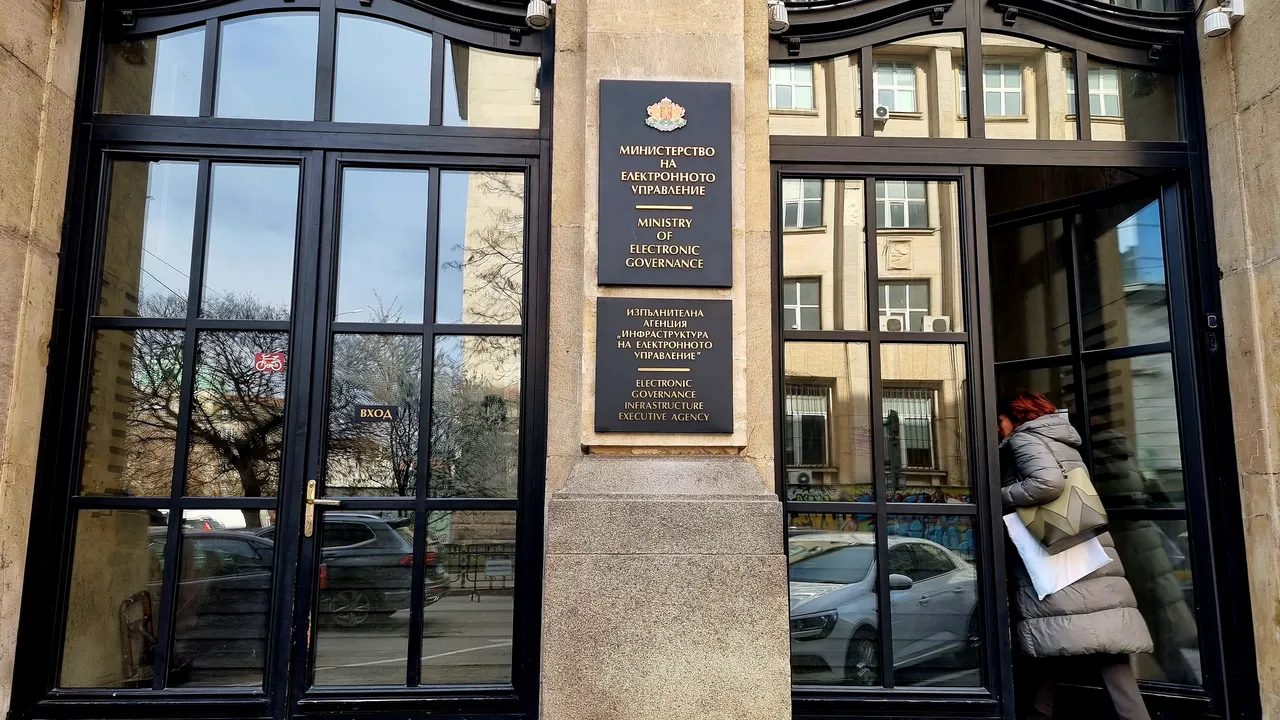 МИНИСТЕРСТВО
НА
ЕЛЕКТРОННОТО
УПРАВЛЕНИЕ
MINISTRY
OF
ELECTRONIC
GOVERNANCE
ИЗПЪЛНИТЕЛНА
АГЕНЦИЯ
"ИНФРАСТРУКТУРА
НА ЕЛЕКТРОННОТО
УПРАВЛЕНИЕ"
ELECTRONIC
GOVERNANCE
INFRASTRUCTURE
EXECUTIVE AGENCY
ВХОД